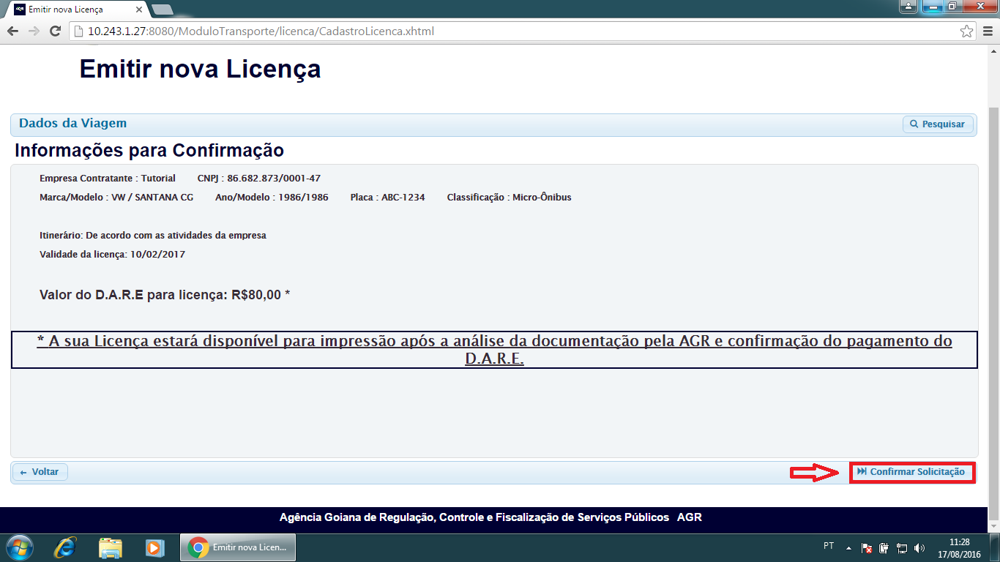 AGR Emitir nova Licença
10.243.1.27:8080/ModuloTransporte/licenca/CadastroLicenca.xhtml
Emitir nova Licença
Dados da Viagem Pesquisar
Informações para Confirmação
Empresa Contratante : Tutorial CNPJ : 86.682.873/0001-47
Marca/Modelo : VW / SANTANA CG Ano/Modelo : 1986/1986 Placa : ABC-1234 Classificação : Micro-Ônibus
Itinerário: De acordo com as atividades da empresa
Validade da licença: 10/02/2017
Valor do D.A.R.E para licença: R$80,00 *
* A sua Licença estará disponível para impressão após a análise da documentação pela AGR e confirmação do pagamento do
D.A.R.E.
Voltar Confirmar Solicitação
Agência Goiana de Regulação, Controle e Fiscalização de Serviços Públicos AGR
Emitir nova Licen... PT 11:28
17/08/2016